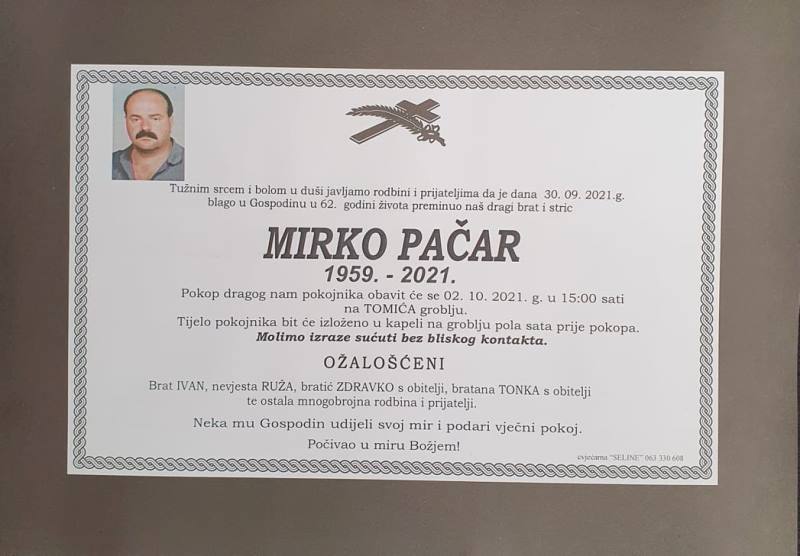 Tužnim srcem i bolom u duši javljamo rodbini i prijateljima da je dana 30. 09. 2021.g.
blago u Gospodinu u 62. godini života preminuo naš dragi brat i stric
MIRKO PAČAR
1959. - 2021.
Pokop dragog nam pokojnika obavit će se 02. 10. 2021. g. u 15:00 sati
na TOMIĆA groblju.
Tijelo pokojnika bit će izloženo u kapeli na groblju pola sata prije pokopa.
Molimo izraze sućuti bez bliskog kontakta.
OŽALOŠĆENI
Brat IVAN, nevjesta RUŽA, bratić ZDRAVKO s obitelji, bratana TONKA s obitelji
te ostala mnogobrojna rodbina i prijatelji.
Neka mu Gospodin udijeli svoj mir i podari vječni pokoj.
Počivao u miru Božjem!
cvjećarna "SELINE" 063 330 608